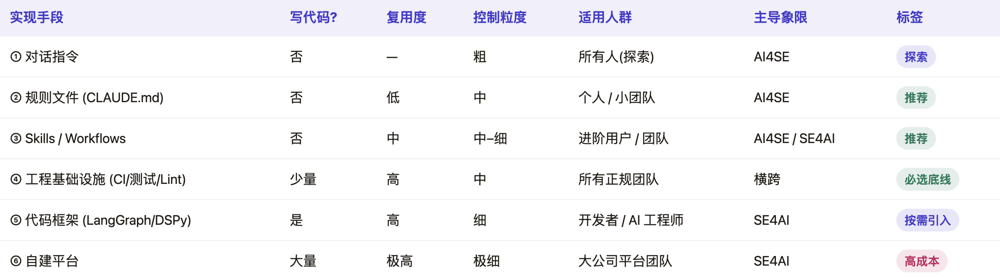 实现手段 写代码? 复用度 控制粒度 适用人群 主导象限 标签
① 对话指令 否 — 粗 所有人(探索) AI4SE 探索
② 规则文件 (CLAUDE.md) 否 低 中 个人 / 小团队 AI4SE 推荐
③ Skills / Workflows 否 中 中–细 进阶用户 / 团队 AI4SE / SE4AI 推荐
④ 工程基础设施 (CI/测试/Lint) 少量 高 中 所有正规团队 横跨 必选底线
⑤ 代码框架 (LangGraph/DSPy) 是 高 细 开发者 / AI 工程师 SE4AI 按需引入
⑥ 自建平台 大量 极高 极细 大公司平台团队 SE4AI 高成本